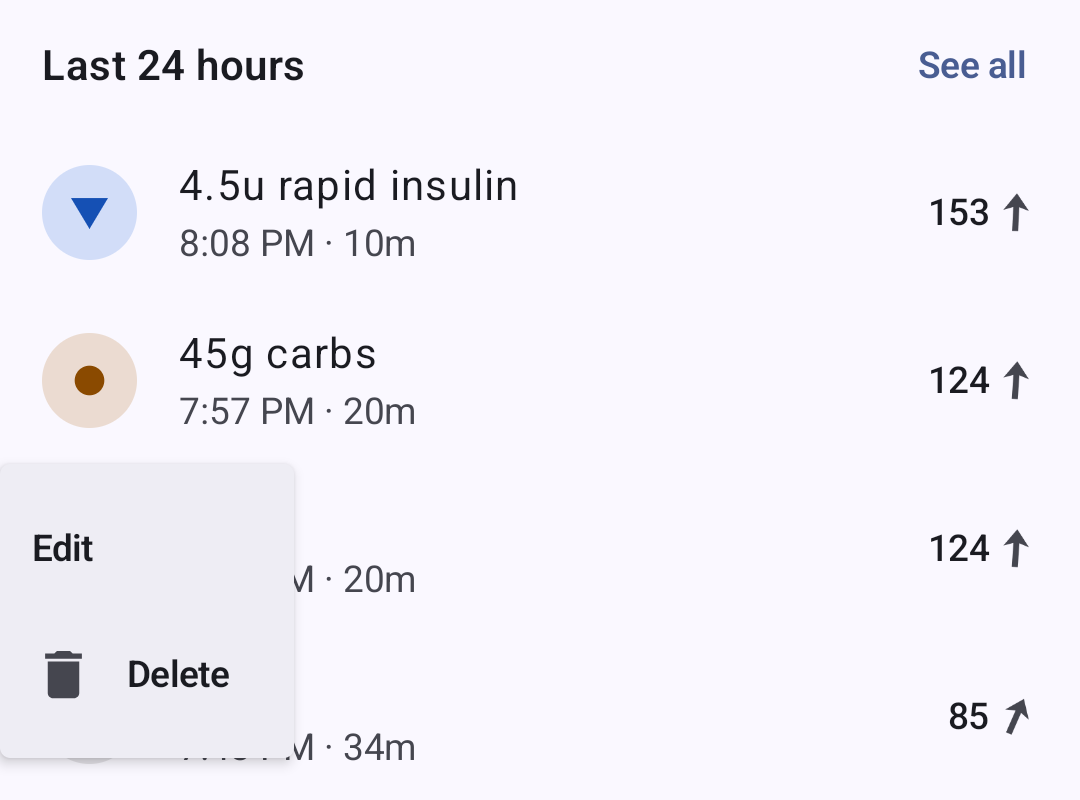 Last 24 hours
See all
4.5u rapid insulin
8:08 PM · 10m
153
45g carbs
7:57 PM · 20m
124
Edit
124
M · 20m
Delete
85
M · 34m